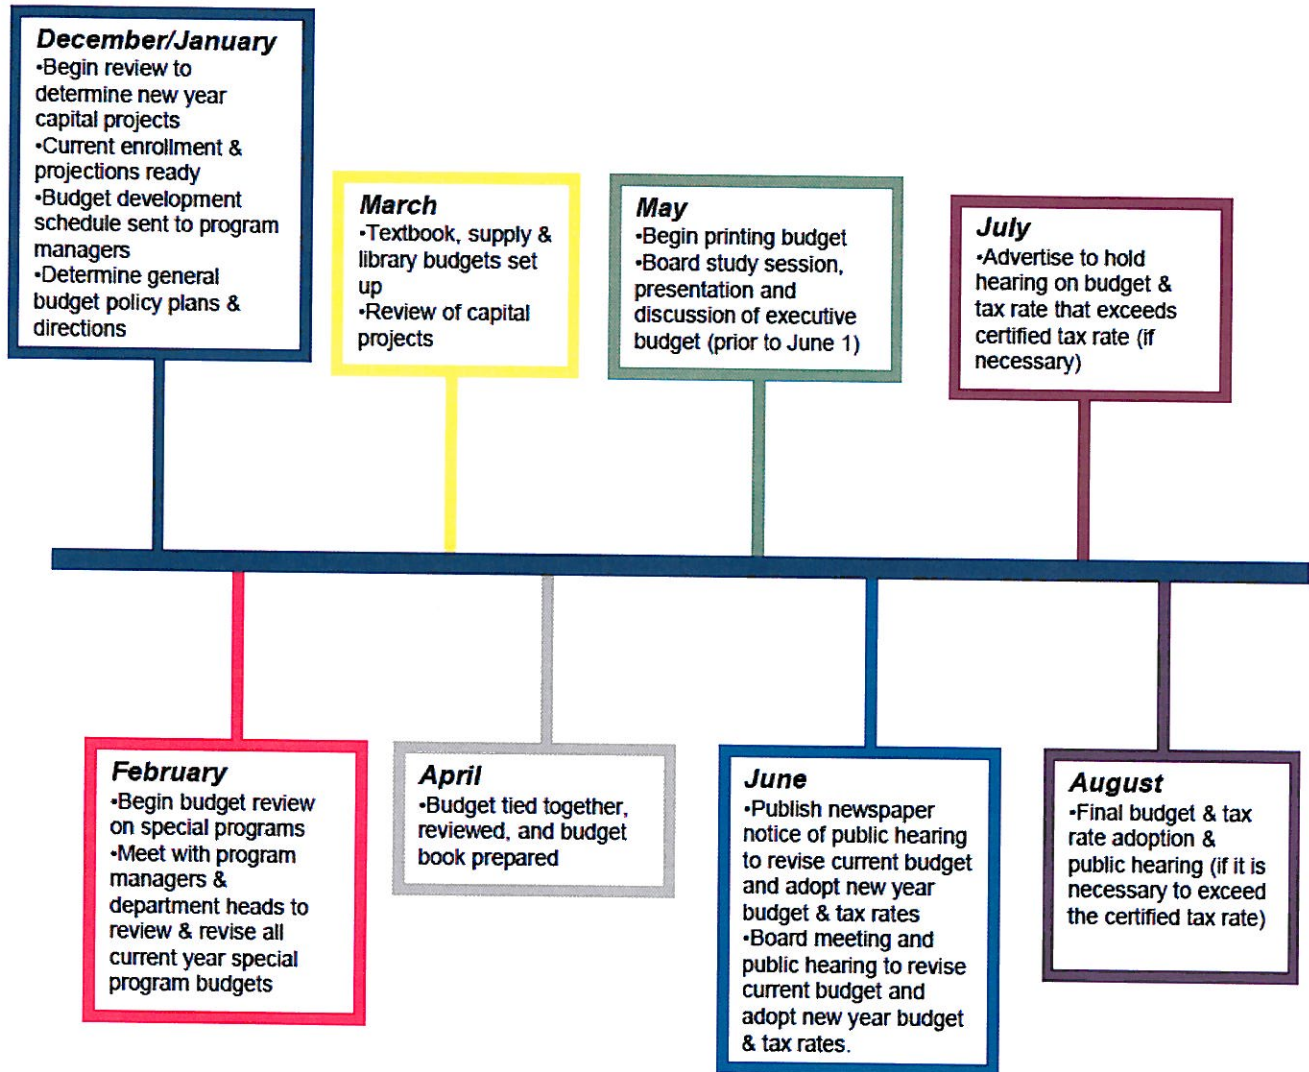 December/January
•Begin review to
determine new year
capital projects
•Current enrollment &
projections ready
•Budget development
schedule sent to program
managers
•Determine general
budget policy plans &
directions
February
•Begin budget review
on special programs
•Meet with program
managers &
department heads to
review & revise all
current year special
program budgets
March
•Textbook, supply &
library budgets set
up
•Review of capital
projects
April
•Budget tied together,
reviewed, and budget
book prepared
May
•Begin printing budget
•Board study session,
presentation and
discussion of executive
budget (prior to June 1)
June
•Publish newspaper
notice of public hearing
to revise current budget
and adopt new year
budget & tax rates
•Board meeting and
public hearing to revise
current budget and
adopt new year budget
& tax rates.
July
•Advertise to hold
hearing on budget &
tax rate that exceeds
certified tax rate (if
necessary)
August
•Final budget & tax
rate adoption &
public hearing (if it is
necessary to exceed
the certified tax rate)